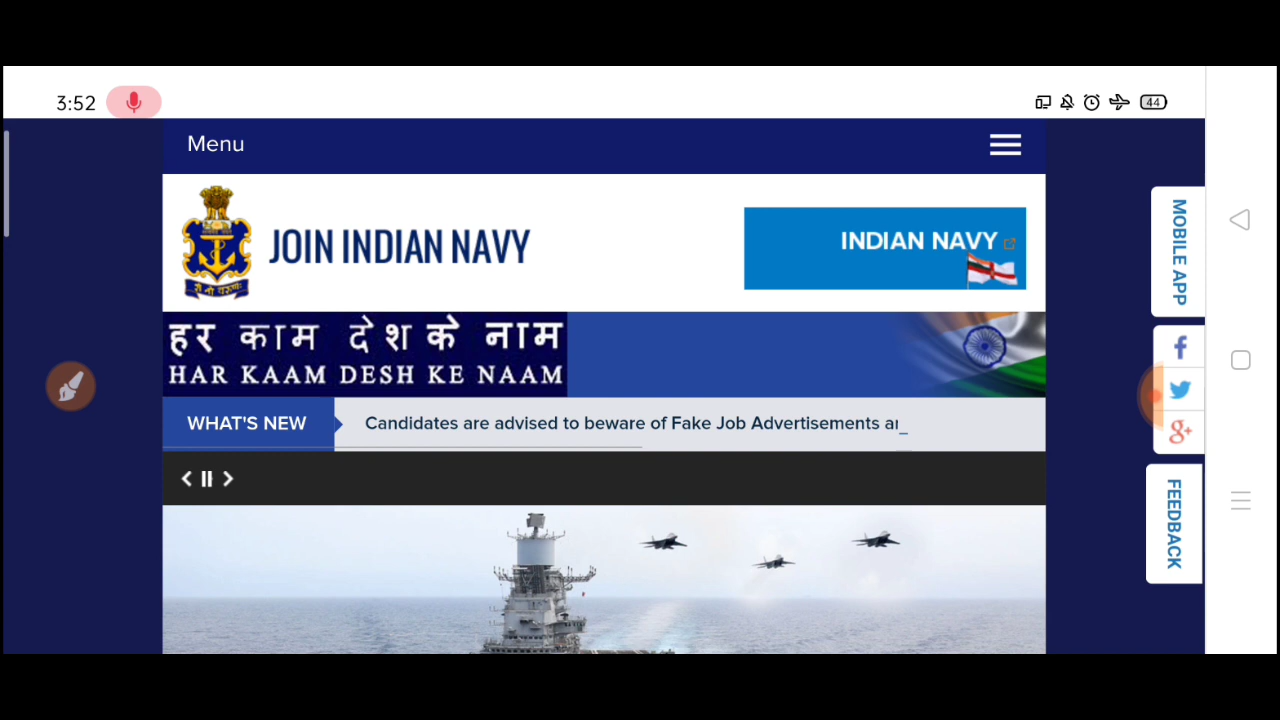 3:52
44
Menu
JOIN INDIAN NAVY
INDIAN NAVY
हर काम देश के नाम
HAR KAAM DESH KE NAAM
WHAT'S NEW
Candidates are advised to beware of Fake Job Advertisements
MOBILE APP
f
g+
FEEDBACK